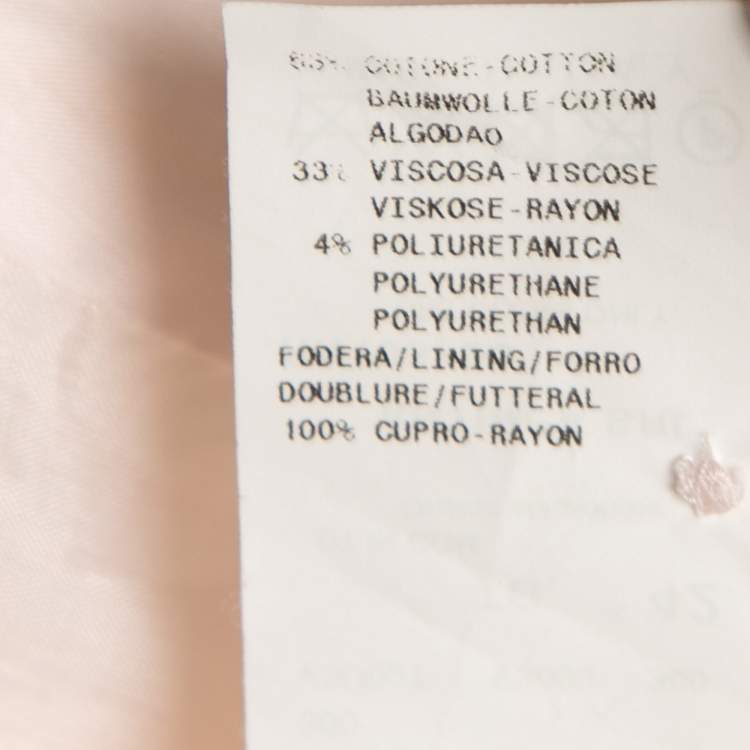 63% COTONE-COTTON
BAUMWOLLE-COTON
ALGODAO
33% VISCOSA-VISCOSE
VISKOSE-RAYON
4% POLIURETANICA
POLYURETHANE
POLYURETHAN
FODERA/LINING/FORRO
DOUBLURE/FUTTERAL
100% CUPRO-RAYON